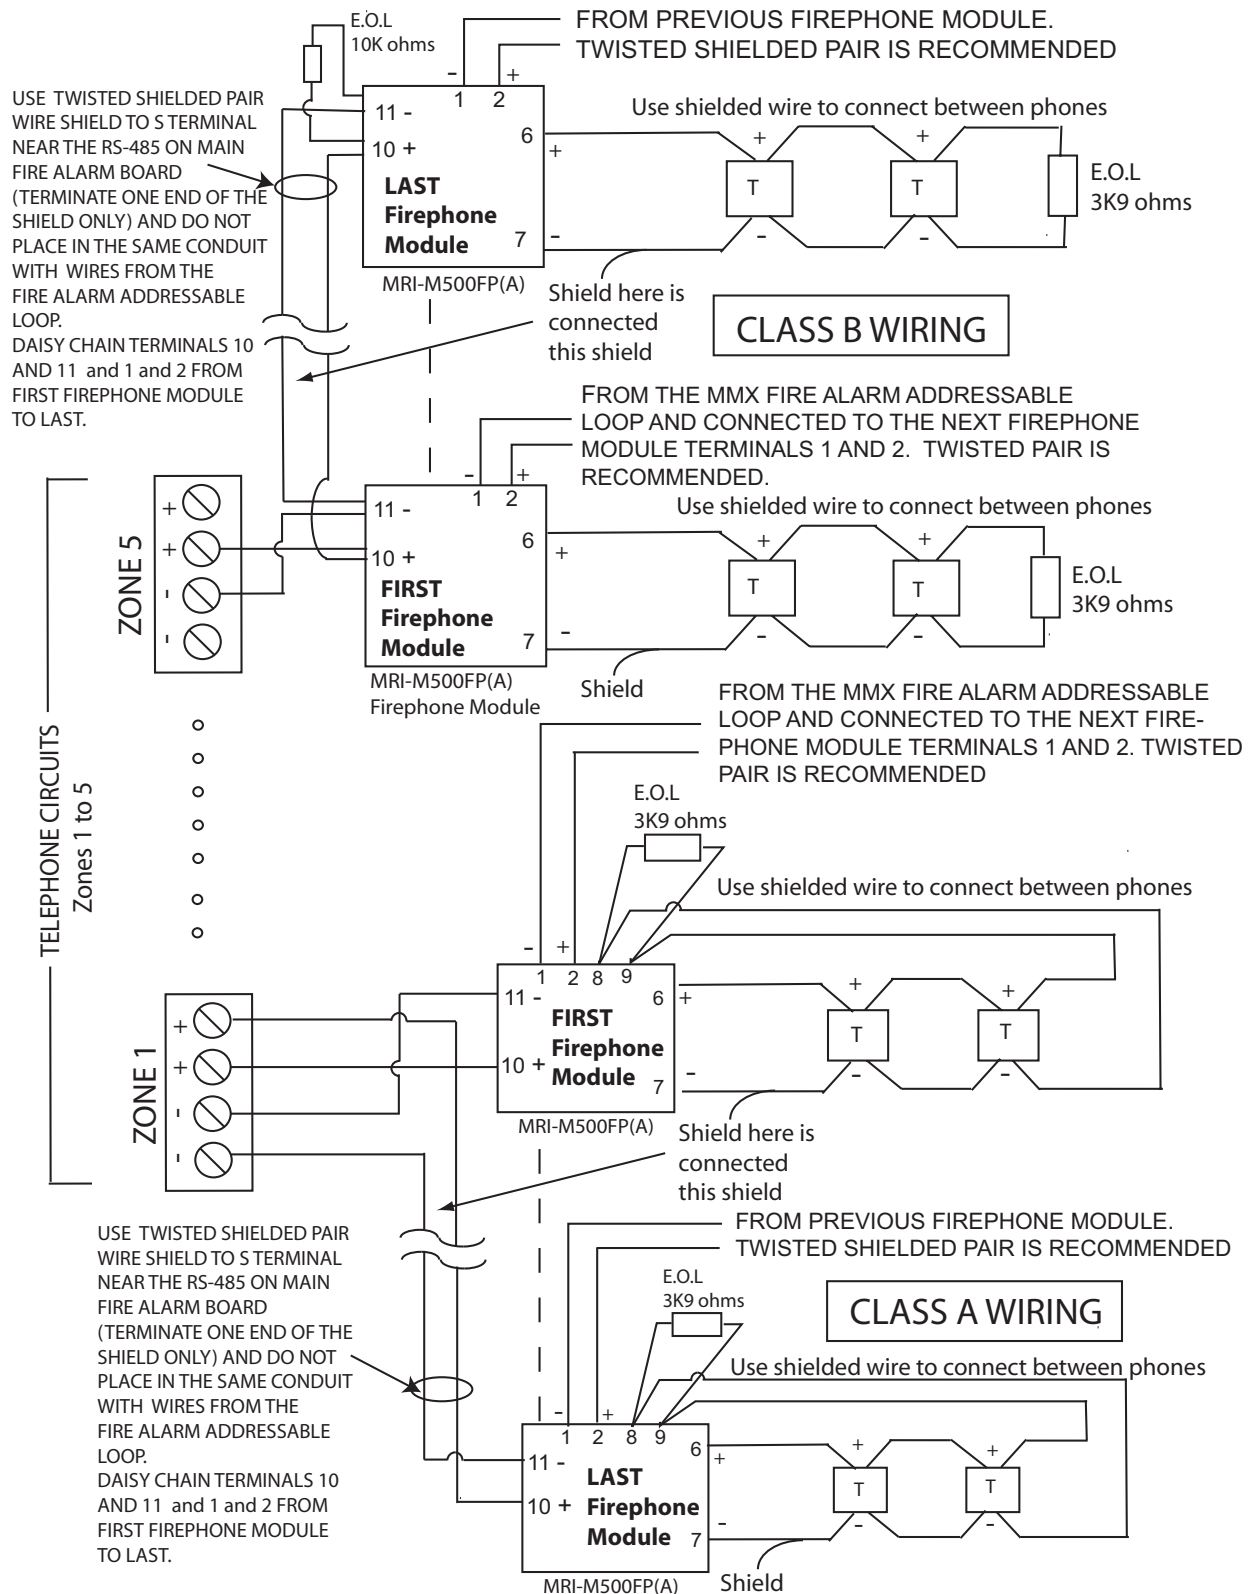 E.O.L
10K ohms
FROM PREVIOUS FIREPHONE MODULE.
TWISTED SHIELDED PAIR IS RECOMMENDED
USE TWISTED SHIELDED PAIR
WIRE SHIELD TO S TERMINAL
NEAR THE RS-485 ON MAIN
FIRE ALARM BOARD
(TERMINATE ONE END OF THE
SHIELD ONLY) AND DO NOT
PLACE IN THE SAME CONDUIT
WITH WIRES FROM THE
FIRE ALARM ADDRESSABLE
LOOP.
DAISY CHAIN TERMINALS 10
AND 11 and 1 and 2 FROM
FIRST FIREPHONE MODULE
TO LAST.
- +
1 2
11 -
10 +
6
+
7 -
LAST
Firephone
Module
MRI-M500FP(A)
Use shielded wire to connect between phones
+ +
T T
- -
E.O.L
3K9 ohms
Shield here is
connected
this shield
CLASS B WIRING
FROM THE MMX FIRE ALARM ADDRESSABLE
LOOP AND CONNECTED TO THE NEXT FIREPHONE
MODULE TERMINALS 1 AND 2. TWISTED PAIR IS
RECOMMENDED.
- +
1 2
11 -
10 +
6
+
7 -
FIRST
Firephone
Module
MRI-M500FP(A)
Firephone Module
Use shielded wire to connect between phones
+ +
T T
- -
E.O.L
3K9 ohms
Shield
ZONE 5
+
+
-
-
TELEPHONE CIRCUITS
Zones 1 to 5
FROM THE MMX FIRE ALARM ADDRESSABLE
LOOP AND CONNECTED TO THE NEXT FIRE-
PHONE MODULE TERMINALS 1 AND 2. TWISTED
PAIR IS RECOMMENDED
E.O.L
3K9 ohms
Use shielded wire to connect between phones
- +
1 2 8 9
11 -
10 +
6 +
7 -
FIRST
Firephone
Module
MRI-M500FP(A)
+ +
T T
- -
ZONE 1
+
+
-
-
Shield here is
connected
this shield
USE TWISTED SHIELDED PAIR
WIRE SHIELD TO S TERMINAL
NEAR THE RS-485 ON MAIN
FIRE ALARM BOARD
(TERMINATE ONE END OF THE
SHIELD ONLY) AND DO NOT
PLACE IN THE SAME CONDUIT
WITH WIRES FROM THE
FIRE ALARM ADDRESSABLE
LOOP.
DAISY CHAIN TERMINALS 10
AND 11 and 1 and 2 FROM
FIRST FIREPHONE MODULE
TO LAST.
FROM PREVIOUS FIREPHONE MODULE.
TWISTED SHIELDED PAIR IS RECOMMENDED
E.O.L
3K9 ohms
CLASS A WIRING
Use shielded wire to connect between phones
- +
1 2 8 9
11 -
10 +
6
+
7 -
LAST
Firephone
Module
MRI-M500FP(A)
+ +
T T
- -
Shield